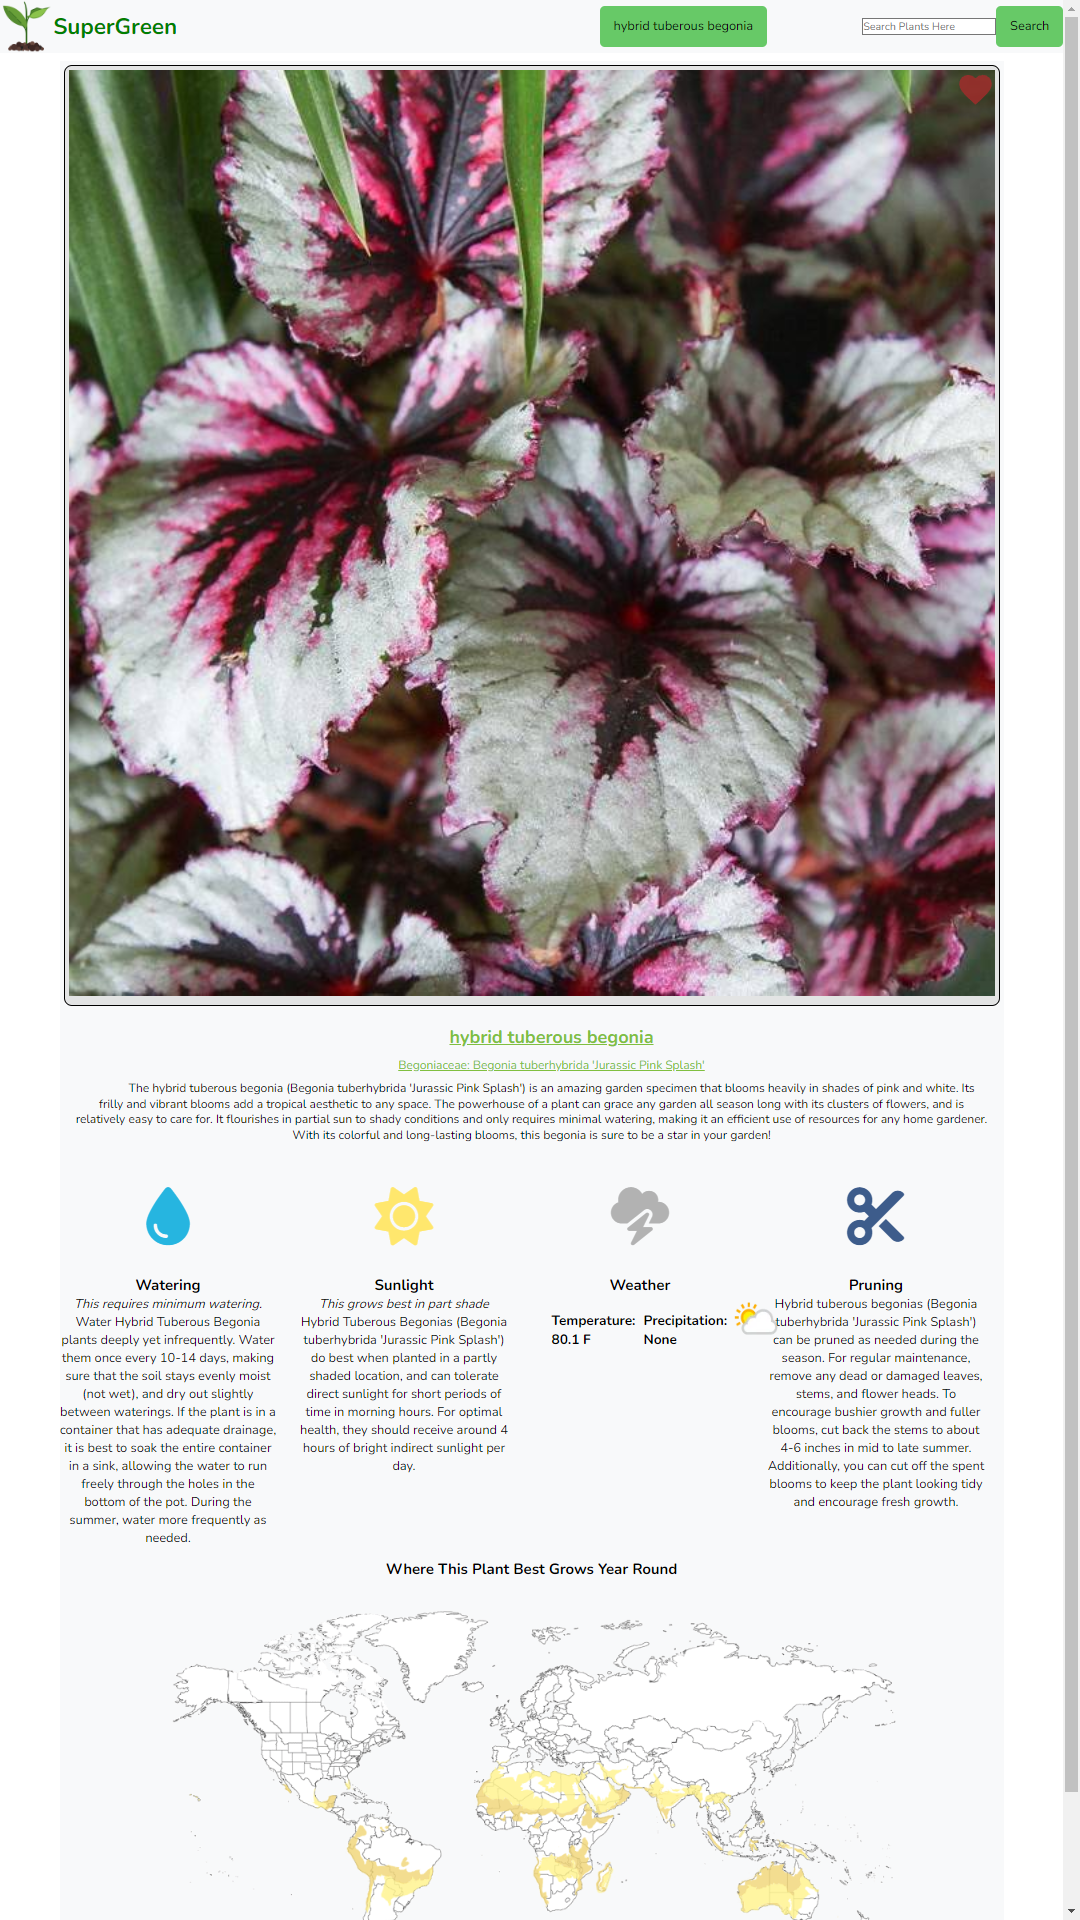 SuperGreen
hybrid tuberous begonia
Search Plants Here
Search
hybrid tuberous begonia
Begoniaceae: Begonia tuberhybrida 'Jurassic Pink Splash'
The hybrid tuberous begonia (Begonia tuberhybrida 'Jurassic Pink Splash') is an amazing garden specimen that blooms heavily in shades of pink and white. Its
frilly and vibrant blooms add a tropical aesthetic to any space. The powerhouse of a plant can grace any garden all season long with its clusters of flowers, and is
relatively easy to care for. It flourishes in partial sun to shady conditions and only requires minimal watering, making it an efficient use of resources for any home gardener.
With its colorful and long-lasting blooms, this begonia is sure to be a star in your garden!
Watering
This requires minimum watering.
Water Hybrid Tuberous Begonia
plants deeply yet infrequently. Water
them once every 10-14 days, making
sure that the soil stays evenly moist
(not wet), and dry out slightly
between waterings. If the plant is in a
container that has adequate drainage,
it is best to soak the entire container
in a sink, allowing the water to run
freely through the holes in the
bottom of the pot. During the
summer, water more frequently as
needed.
Sunlight
This grows best in part shade
Hybrid Tuberous Begonias (Begonia
tuberhybrida 'Jurassic Pink Splash')
do best when planted in a partly
shaded location, and can tolerate
direct sunlight for short periods of
time in morning hours. For optimal
health, they should receive around 4
hours of bright indirect sunlight per
day.
Weather
Temperature:
80.1 F
Precipitation:
None
Pruning
Hybrid tuberous begonias (Begonia
tuberhybrida 'Jurassic Pink Splash')
can be pruned as needed during the
season. For regular maintenance,
remove any dead or damaged leaves,
stems, and flower heads. To
encourage bushier growth and fuller
blooms, cut back the stems to about
4-6 inches in mid to late summer.
Additionally, you can cut off the spent
blooms to keep the plant looking tidy
and encourage fresh growth.
Where This Plant Best Grows Year Round